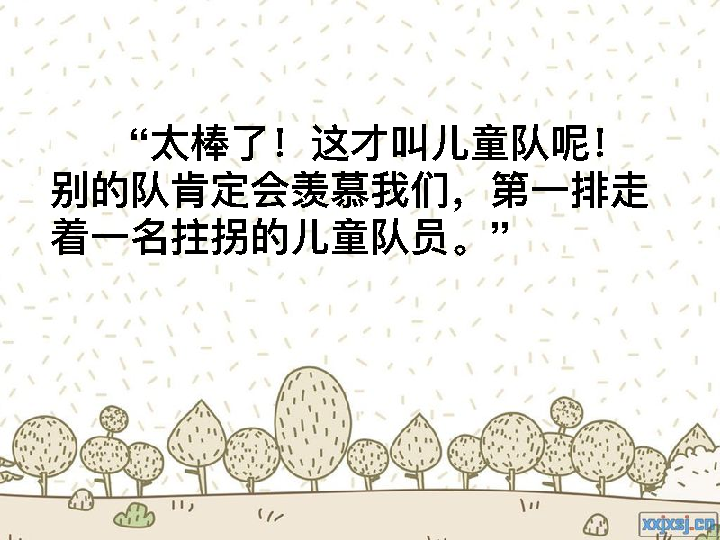 “太棒了！这才叫儿童队呢！
别的队肯定会羡慕我们，第一排走
着一名拄拐的儿童队员。”
xxjxsj.cn